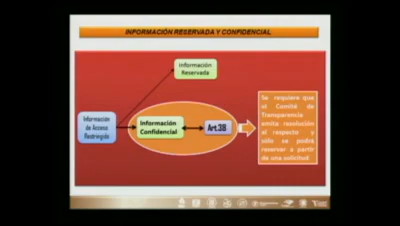 INFORMACIÓN RESERVADA Y CONFIDENCIAL
Información
Reservada
Información
de Acceso
Restringido
Información
Confidencial
Art.38
Se requiere que
el Comité de
Transparencia
emita resolución
al respecto y
sólo se podrá
reservar a partir
de una solicitud